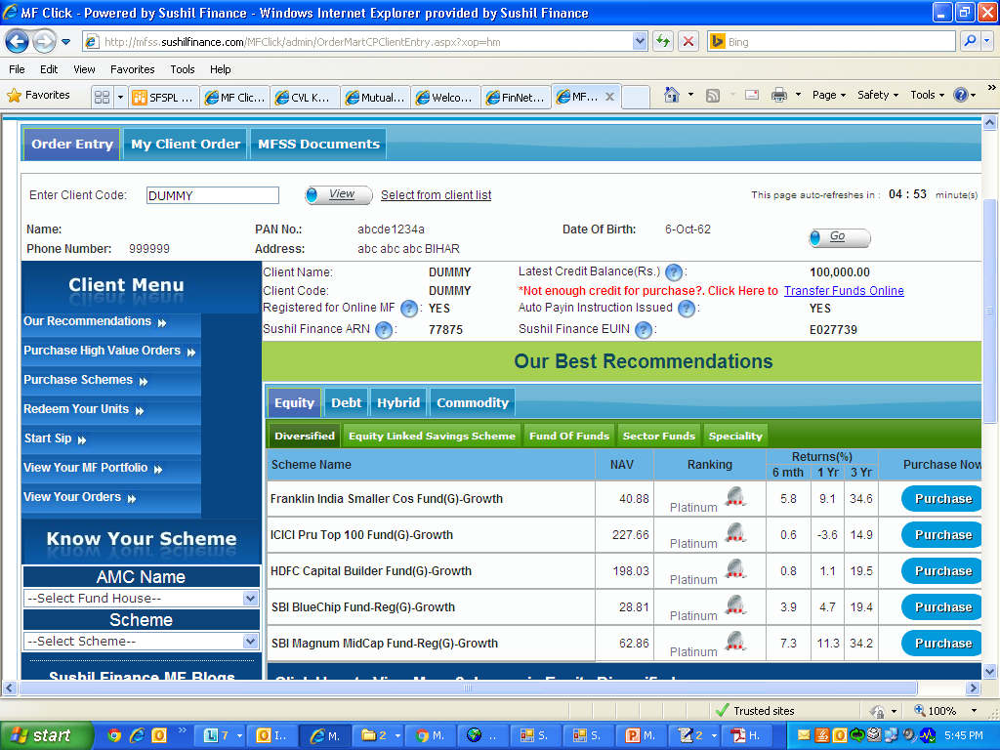 MF Click - Powered by Sushil Finance - Windows Internet Explorer provided by Sushil Finance
http://mfss.sushilfinance.com/MFClick/admin/OrderMartCPClientEntry.aspx?xop=hm
Bing
File Edit View Favorites Tools Help
Favorites SFSPL ... MF Clic... CVL K... Mutual... Welco... FinNet... MF... Page Safety Tools
Order Entry My Client Order MFSS Documents
Enter Client Code: DUMMY View Select from client list This page auto-refreshes in : 04 : 53 minute(s)
Name: PAN No.: abcde1234a Date Of Birth: 6-Oct-62
Phone Number: 999999 Address: abc abc abc BIHAR Go
Client Menu
Our Recommendations
Purchase High Value Orders
Purchase Schemes
Redeem Your Units
Start Sip
View Your MF Portfolio
View Your Orders
Know Your Scheme
AMC Name
--Select Fund House--
Scheme
--Select Scheme--
Sushil Finance MF Blogs
Client Name: DUMMY Latest Credit Balance(Rs.) ? : 100,000.00
Client Code: DUMMY *Not enough credit for purchase?. Click Here to Transfer Funds Online
Registered for Online MF ? : YES Auto Payin Instruction Issued ? : YES
Sushil Finance ARN ? : 77875 Sushil Finance EUIN ? : E027739
Our Best Recommendations
Equity Debt Hybrid Commodity
Diversified Equity Linked Savings Scheme Fund Of Funds Sector Funds Speciality
Scheme Name NAV Ranking Returns(%) Purchase Now
6 mth 1 Yr 3 Yr
Franklin India Smaller Cos Fund(G)-Growth 40.88 Platinum 5.8 9.1 34.6 Purchase
ICICI Pru Top 100 Fund(G)-Growth 227.66 Platinum 0.6 -3.6 14.9 Purchase
HDFC Capital Builder Fund(G)-Growth 198.03 Platinum 0.8 1.1 19.5 Purchase
SBI BlueChip Fund-Reg(G)-Growth 28.81 Platinum 3.9 4.7 19.4 Purchase
SBI Magnum MidCap Fund-Reg(G)-Growth 62.86 Platinum 7.3 11.3 34.2 Purchase
Trusted sites 100%
start 7 I.. M. 2 M. .. S. S. M. 2 H. 5:45 PM